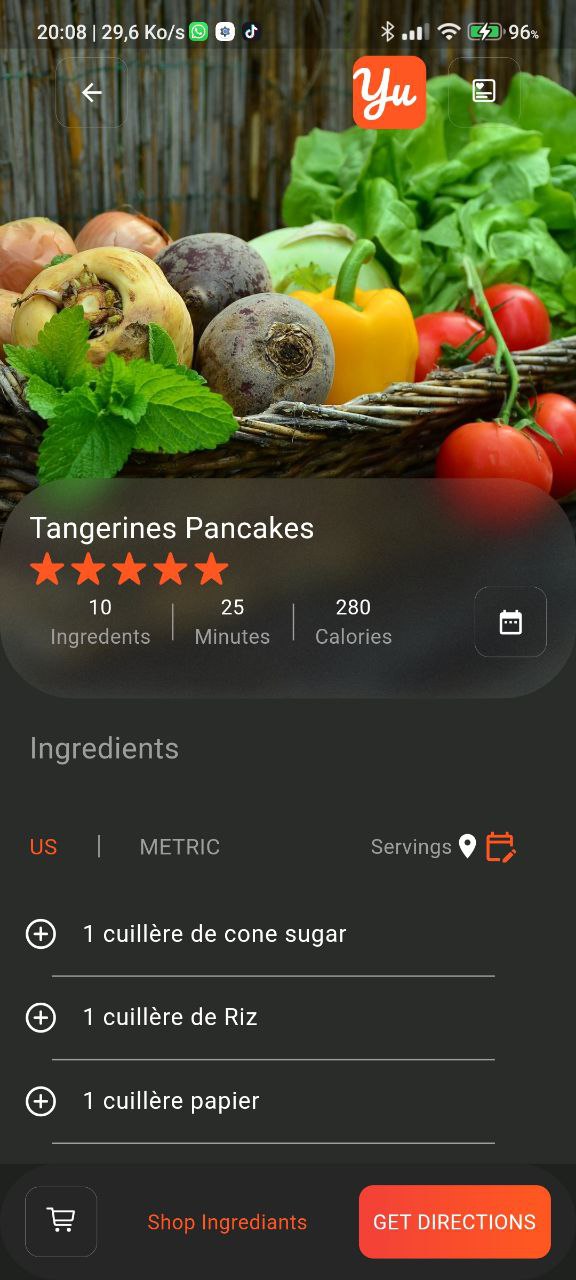 20:08 | 29,6 Ko/s 96%
Yu
Tangerines Pancakes
10 25 280
Ingredents Minutes Calories
Ingredients
US | METRIC Servings
1 cuillère de cone sugar
1 cuillère de Riz
1 cuillère papier
Shop Ingrediants GET DIRECTIONS